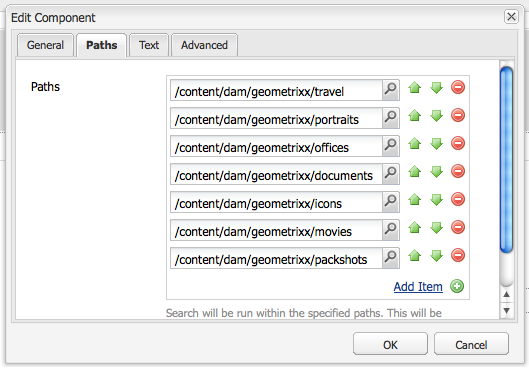 Edit Component
General Paths Text Advanced
Paths
/content/dam/geometrixx/travel
/content/dam/geometrixx/portraits
/content/dam/geometrixx/offices
/content/dam/geometrixx/documents
/content/dam/geometrixx/icons
/content/dam/geometrixx/movies
/content/dam/geometrixx/packshots
Add Item
Search will be run within the specified paths. This will be
OK Cancel